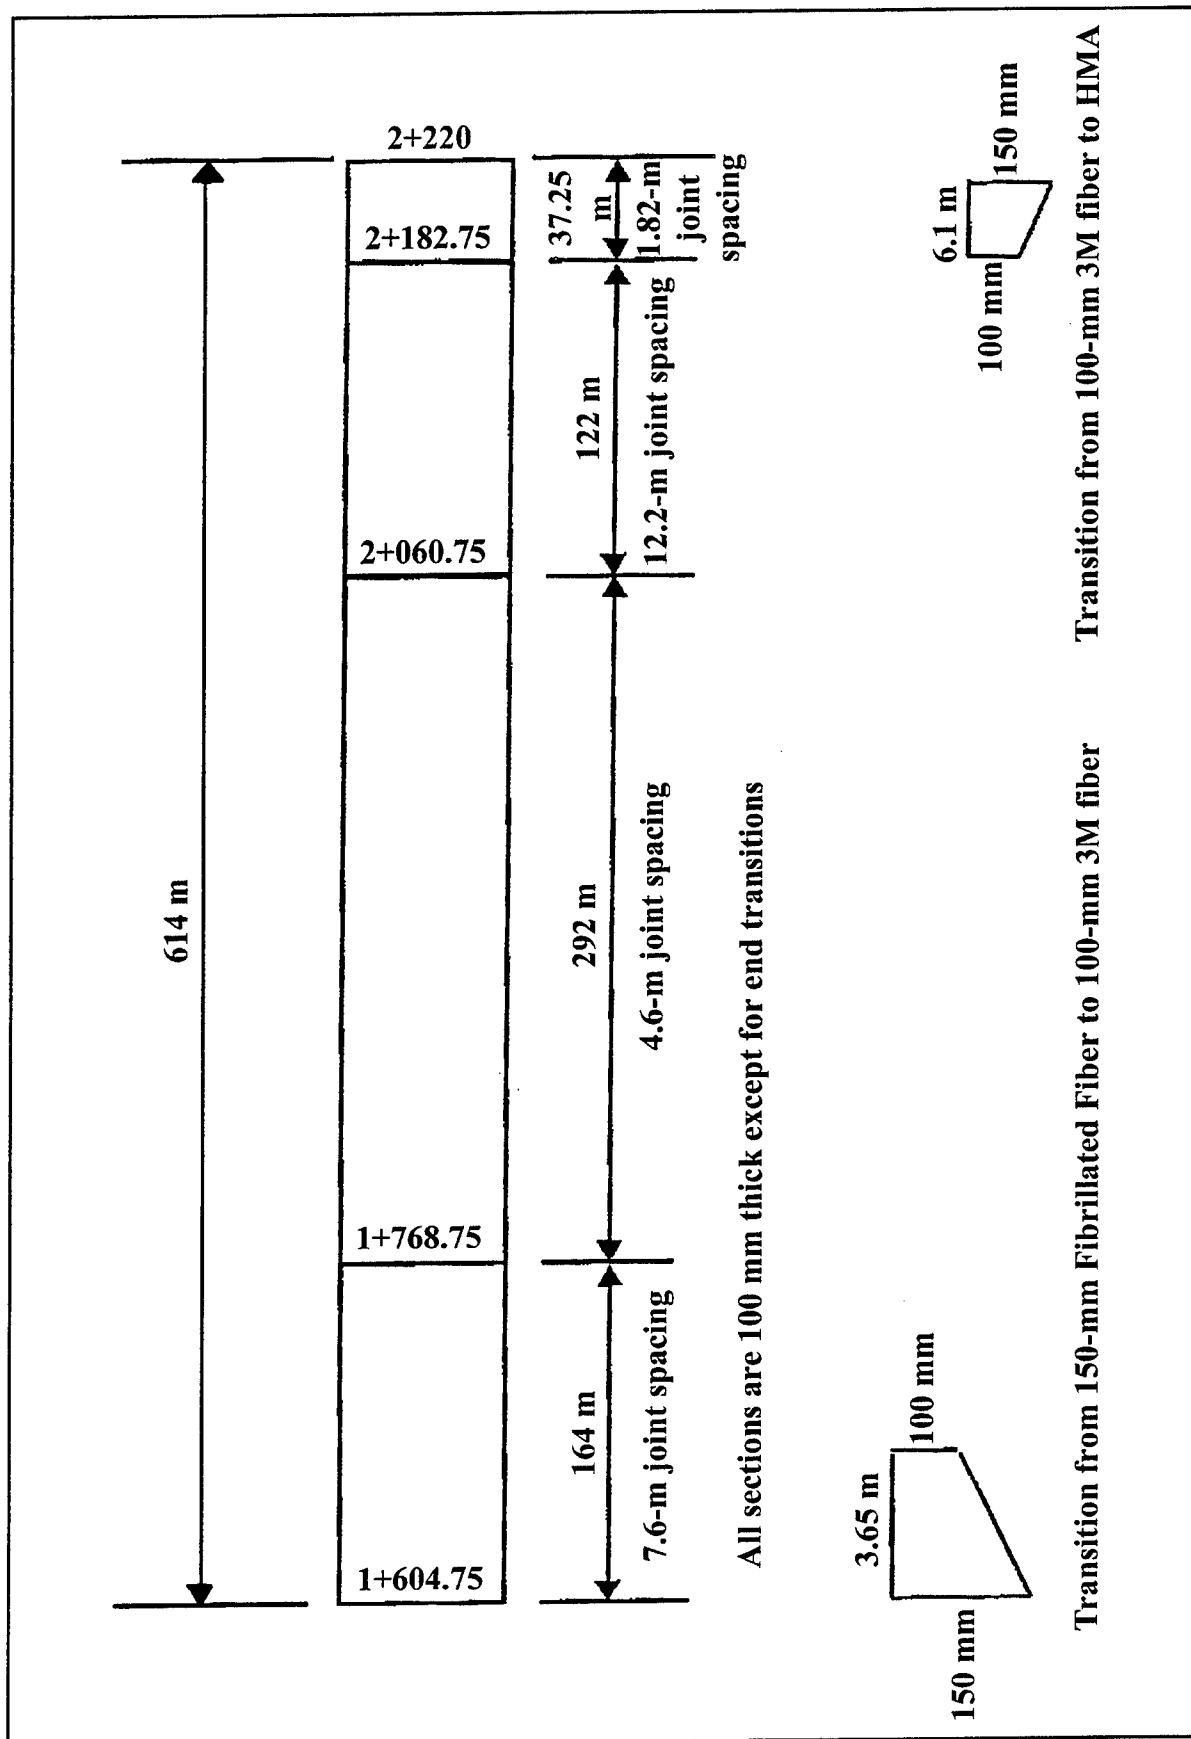 614 m
1+604.75
1+768.75
2+060.75
2+182.75
2+220
164 m
7.6-m joint spacing
292 m
4.6-m joint spacing
122 m
12.2-m joint spacing
37.25
m
1.82-m
joint
spacing
All sections are 100 mm thick except for end transitions
150 mm
3.65 m
100 mm
Transition from 150-mm Fibrillated Fiber to 100-mm 3M fiber
100 mm
6.1 m
150 mm
Transition from 100-mm 3M fiber to HMA